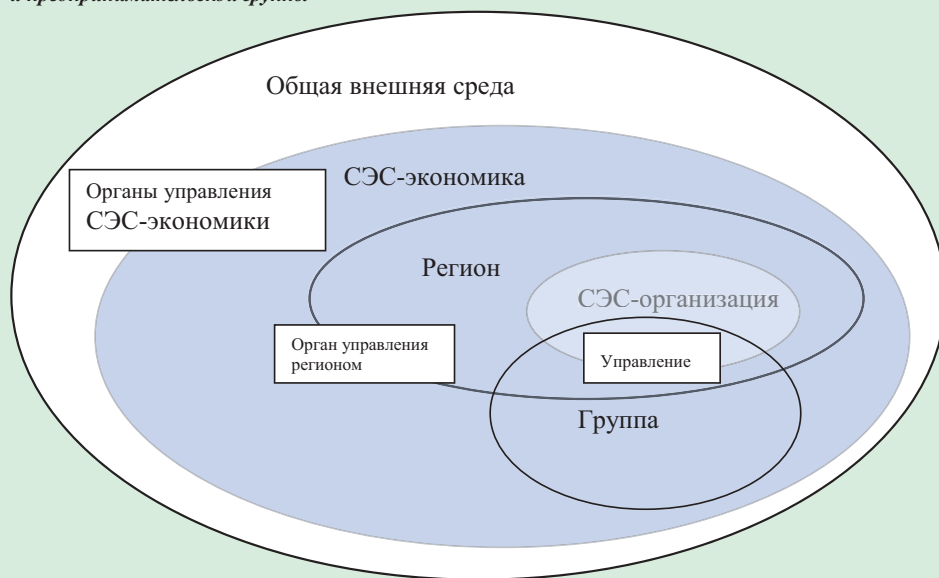 Общая внешняя среда
СЭС-экономика
Органы управления
СЭС-экономики
Регион
СЭС-организация
Орган управления
регионом
Управление
Группа